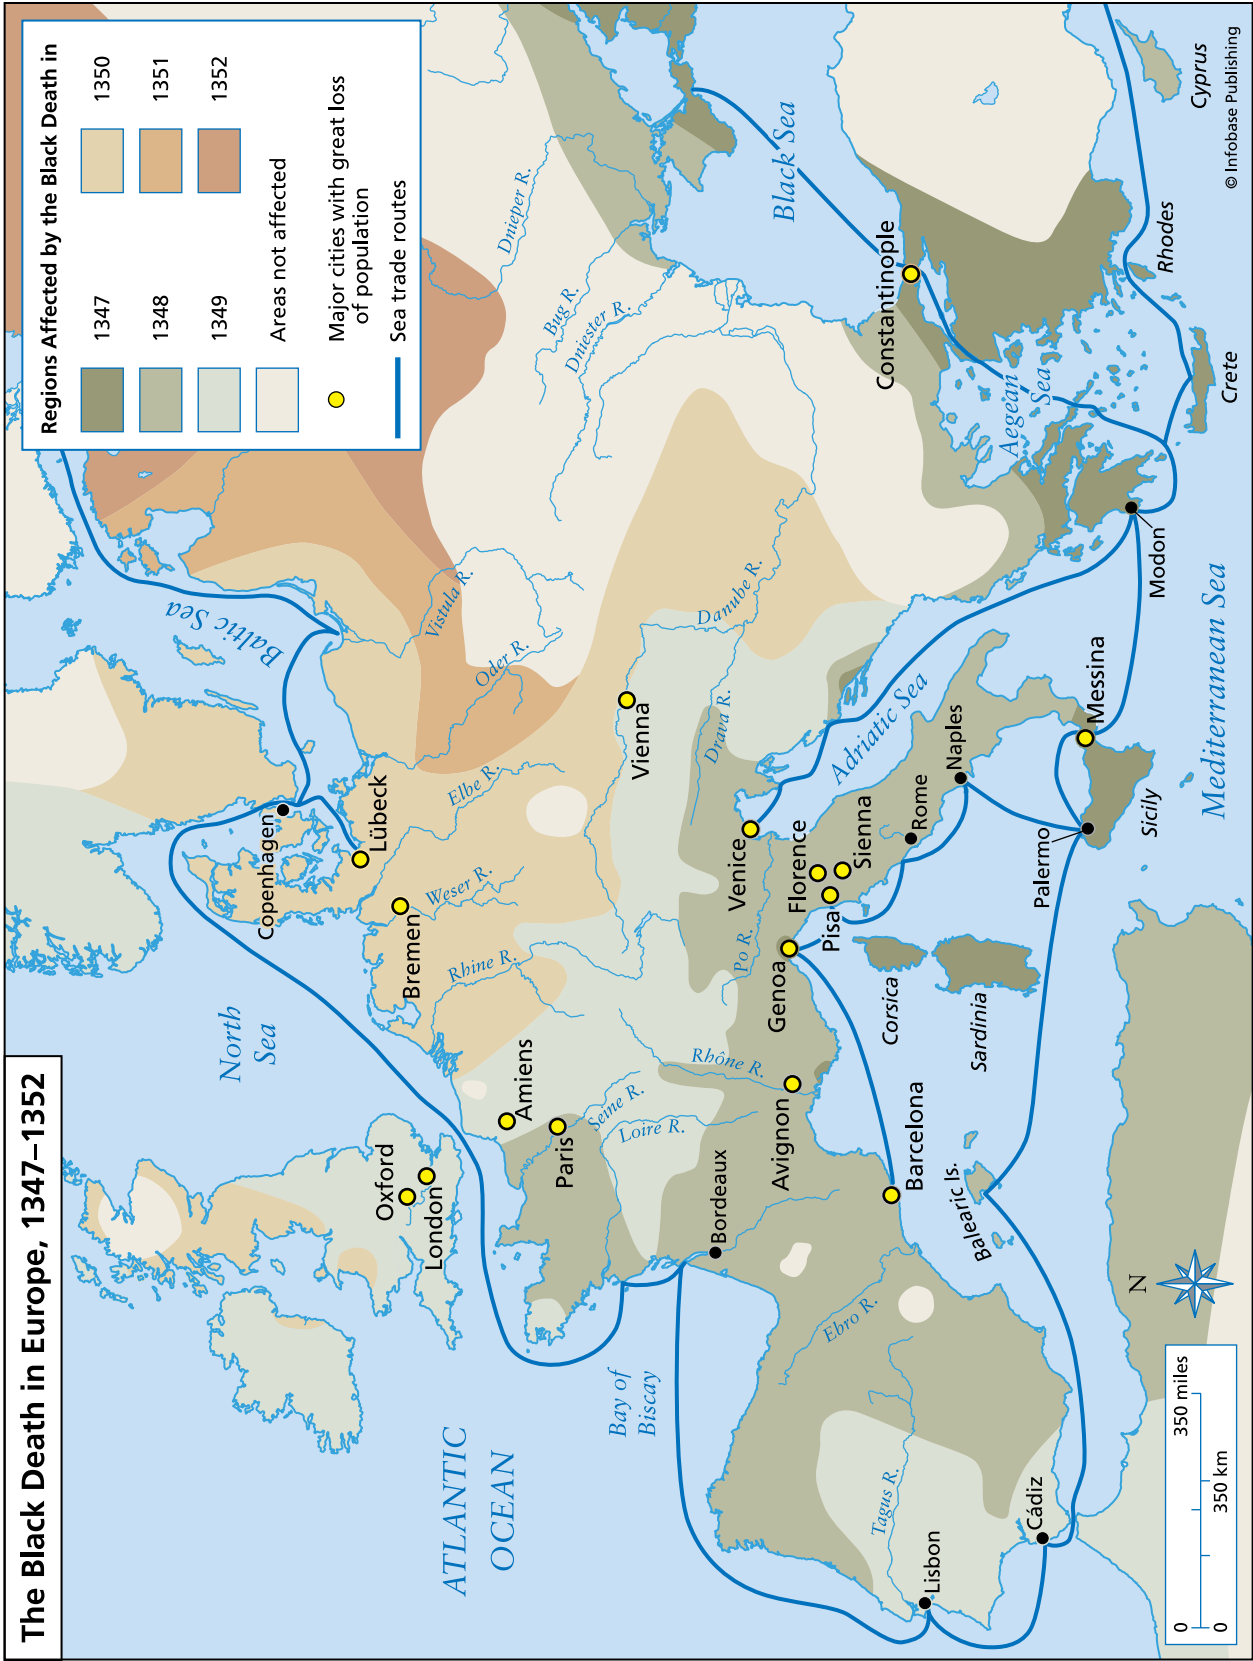 The Black Death in Europe, 1347–1352
Regions Affected by the Black Death in
1347
1348
1349
Areas not affected
1350
1351
1352
Major cities with great loss
of population
Sea trade routes
ATLANTIC
OCEAN
North
Sea
Baltic Sea
Bay of
Biscay
Black Sea
Aegean
Sea
Adriatic Sea
Mediterranean Sea
Oxford
London
Amiens
Paris
Bordeaux
Avignon
Barcelona
Lisbon
Cádiz
Copenhagen
Lübeck
Bremen
Vienna
Venice
Genoa
Florence
Pisa
Sienna
Rome
Naples
Palermo
Messina
Modon
Constantinople
Corsica
Sardinia
Sicily
Balearic Is.
Crete
Rhodes
Cyprus
Dnieper R.
Bug R.
Dniester R.
Vistula R.
Oder R.
Elbe R.
Weser R.
Rhine R.
Danube R.
Drava R.
Po R.
Rhône R.
Seine R.
Loire R.
Ebro R.
Tagus R.
N
0 350 miles
0 350 km
© Infobase Publishing